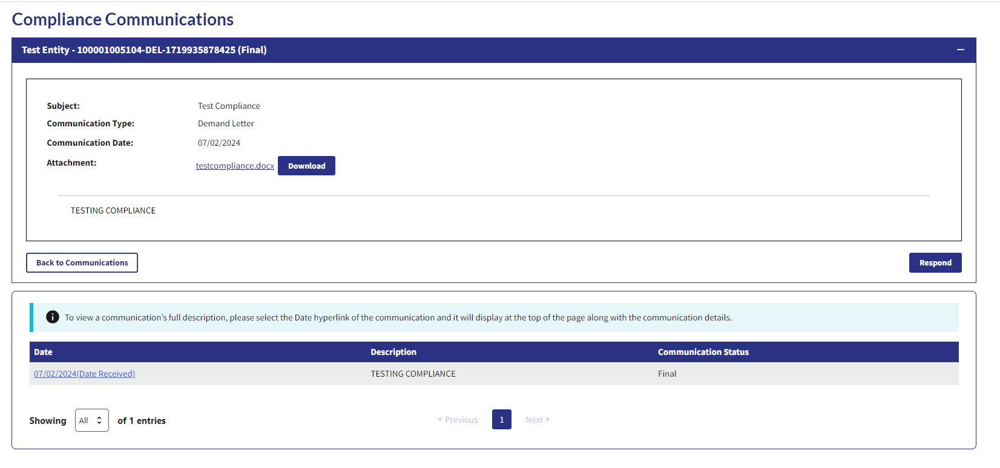 Compliance Communications
Test Entity - 100001005104-DEL-1719935878425 (Final)
Subject: Test Compliance
Communication Type: Demand Letter
Communication Date: 07/02/2024
Attachment: testcompliance.docx Download
TESTING COMPLIANCE
Back to Communications Respond
To view a communication's full description, please select the Date hyperlink of the communication and it will display at the top of the page along with the communication details.
Date Description Communication Status
07/02/2024(Date Received) TESTING COMPLIANCE Final
Showing All of 1 entries < Previous 1 Next >